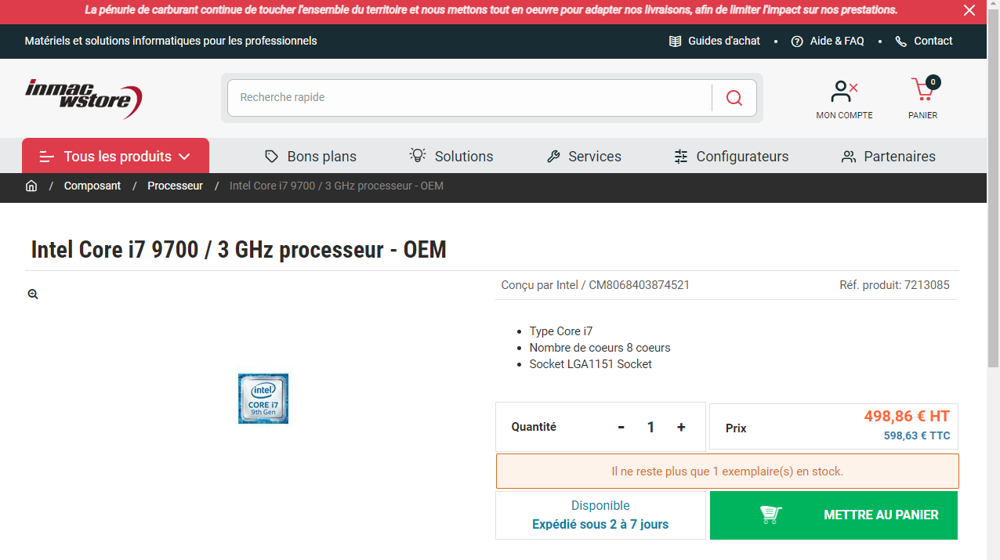 La pénurie de carburant continue de toucher l'ensemble du territoire et nous mettons tout en oeuvre pour adapter nos livraisons, afin de limiter l'impact sur nos prestations.
Matériels et solutions informatiques pour les professionnels
Guides d'achat • Aide & FAQ • Contact
inmac wstore
Recherche rapide
MON COMPTE
0
PANIER
Tous les produits
Bons plans
Solutions
Services
Configurateurs
Partenaires
/ Composant / Processeur / Intel Core i7 9700 / 3 GHz processeur - OEM
Intel Core i7 9700 / 3 GHz processeur - OEM
Conçu par Intel / CM8068403874521
Réf. produit: 7213085
• Type Core i7
• Nombre de coeurs 8 coeurs
• Socket LGA1151 Socket
intel
CORE i7
9th Gen
Quantité - 1 +
Prix
498,86 € HT
598,63 € TTC
Il ne reste plus que 1 exemplaire(s) en stock.
Disponible
Expédié sous 2 à 7 jours
METTRE AU PANIER